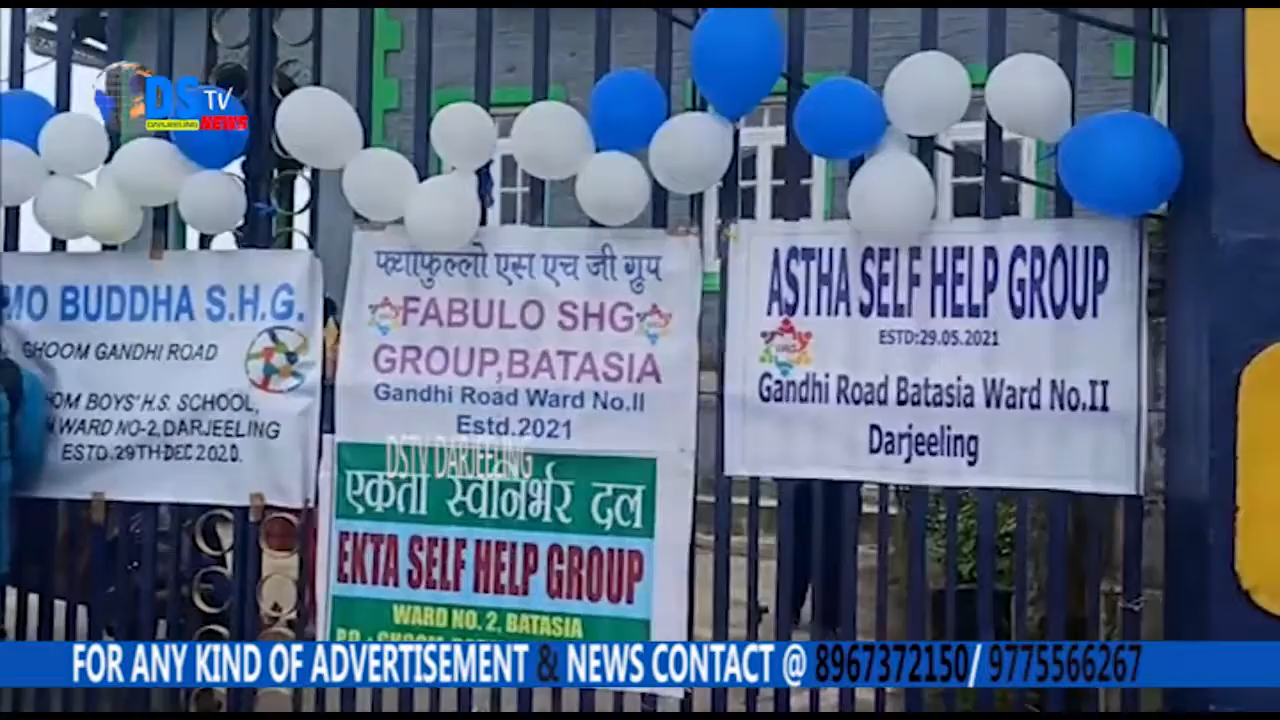 DS TV
DARJEELING NEWS
MO BUDDHA S.H.G.
GHOOM GANDHI ROAD
OM BOYS' H.S. SCHOOL,
WARD NO-2, DARJEELING
ESTD.29TH DEC 2020.
फ्याफुल्लो एस एच जी ग्रुप
FABULO SHG
GROUP,BATASIA
Gandhi Road Ward No.II
Estd.2021
DSTV DARJEELING
एकता स्वनिर्भर दल
EKTA SELF HELP GROUP
WARD NO. 2, BATASIA
ASTHA SELF HELP GROUP
ESTD:29.05.2021
Gandhi Road Batasia Ward No.II
Darjeeling
FOR ANY KIND OF ADVERTISEMENT & NEWS CONTACT @ 8967372150/ 9775566267